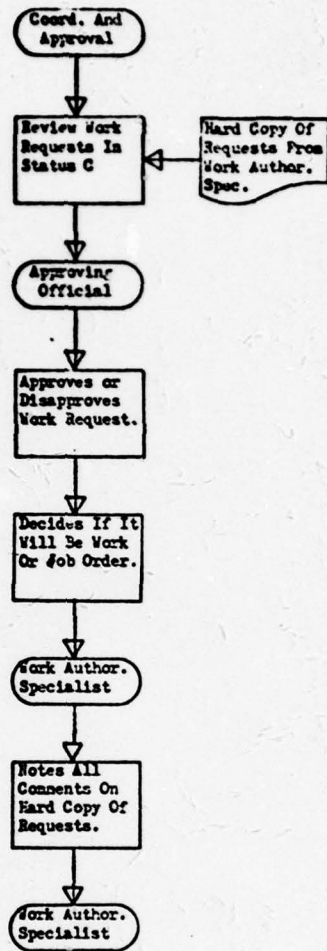 Coord. And
Approval
Review Work
Requests In
Status C
Hard Copy Of
Requests From
Work Author.
Spec.
Approving
Official
Approves or
Disapproves
Work Request.
Decides If It
Will Be Work
Or Job Order.
Work Author.
Specialist
Notes All
Comments On
Hard Copy Of
Requests.
Work Author.
Specialist